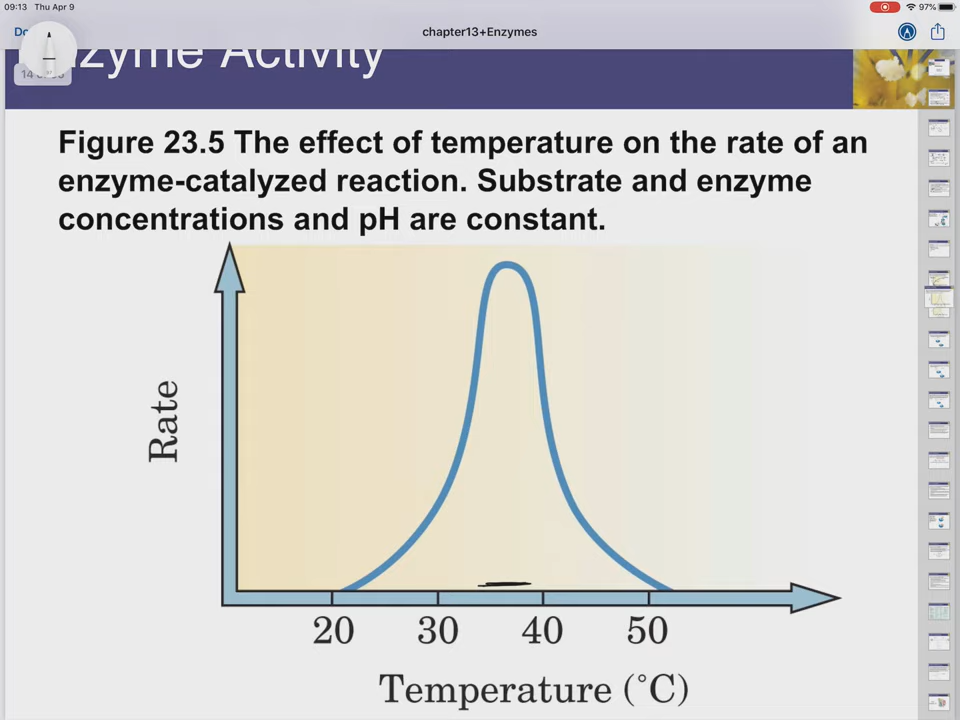 09:13 Thu Apr 9
97%
chapter13+Enzymes
nzyme Activity
Figure 23.5 The effect of temperature on the rate of an
enzyme-catalyzed reaction. Substrate and enzyme
concentrations and pH are constant.
Rate
20 30 40 50
Temperature (°C)